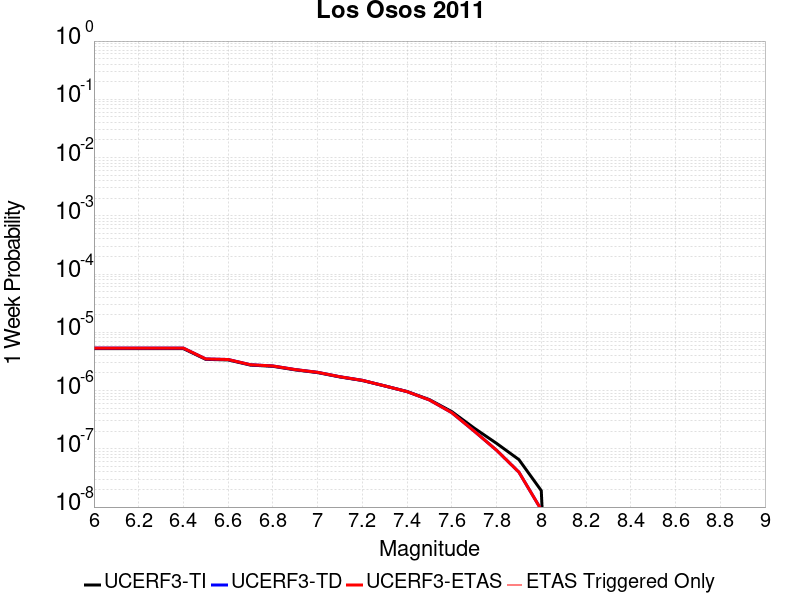 Los Osos 2011
10^0
10^-1
10^-2
10^-3
10^-4
10^-5
10^-6
10^-7
10^-8
1 Week Probability
6 6.2 6.4 6.6 6.8 7 7.2 7.4 7.6 7.8 8 8.2 8.4 8.6 8.8 9
Magnitude
UCERF3-TI UCERF3-TD UCERF3-ETAS ETAS Triggered Only